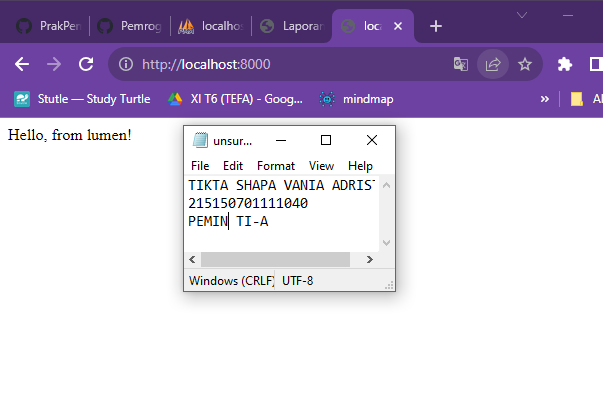 PrakPen
Pemrog
localhos
Laporan
loca
http://localhost:8000
Stutle — Study Turtle
XI T6 (TEFA) - Goog...
mindmap
»
Al
Hello, from lumen!
unsur...
File Edit Format View Help
TIKTA SHAPA VANIA ADRIST
215150701111040
PEMIN TI-A
Windows (CRLF)
UTF-8